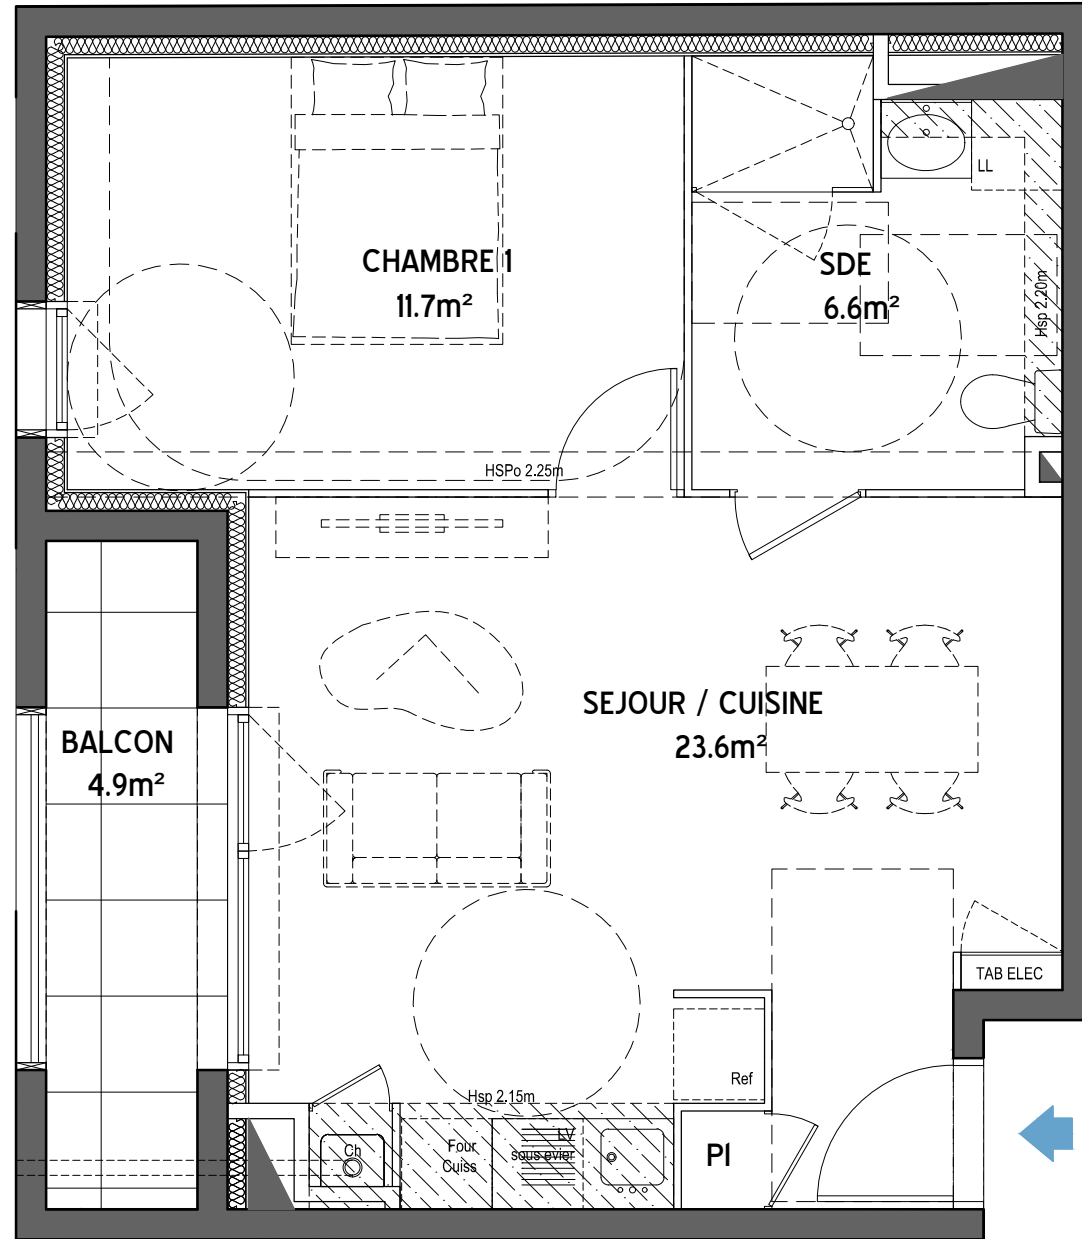 CHAMBRE 1
11.7m²
SDE
6.6m²
LL
Hsp 2.20m
HSPo 2.25m
SEJOUR / CUISINE
23.6m²
BALCON
4.9m²
TAB ELEC
Ref
Hsp 2.15m
Ch
Four
Cuiss
LV
sous evier
Pl